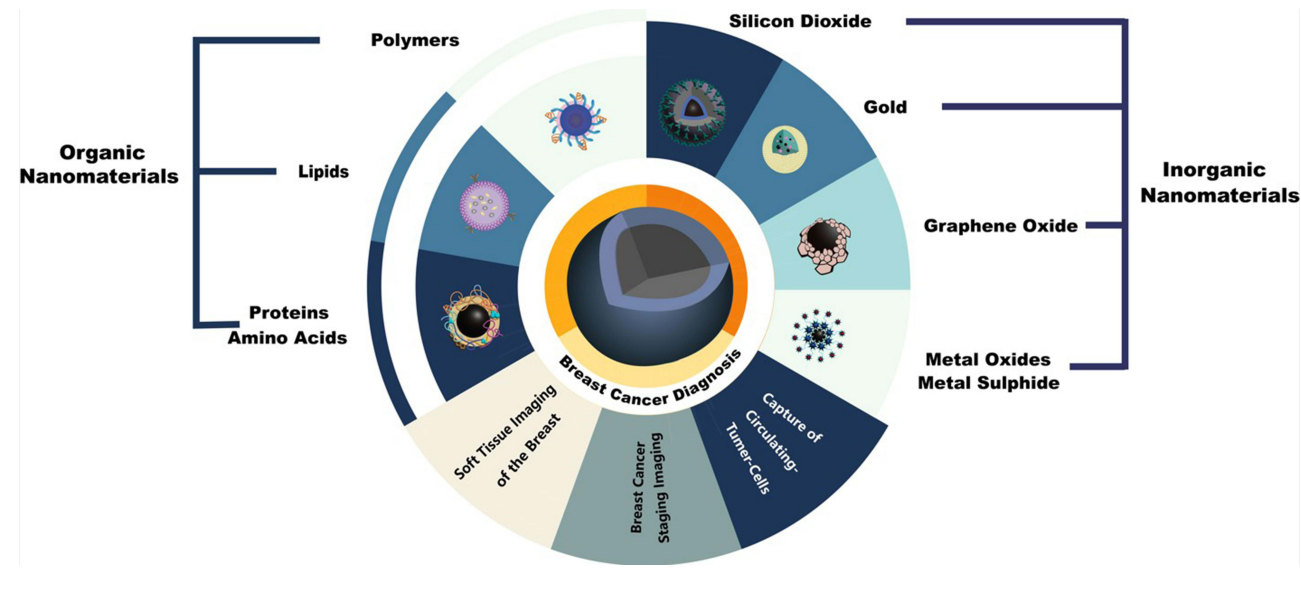 Organic
Nanomaterials
Polymers
Lipids
Proteins
Amino Acids
Silicon Dioxide
Gold
Graphene Oxide
Metal Oxides
Metal Sulphide
Inorganic
Nanomaterials
Breast Cancer Diagnosis
Soft Tissue Imaging
of the Breast
Breast Cancer
Staging Imaging
Capture of
Circulating-
Tumer-Cells